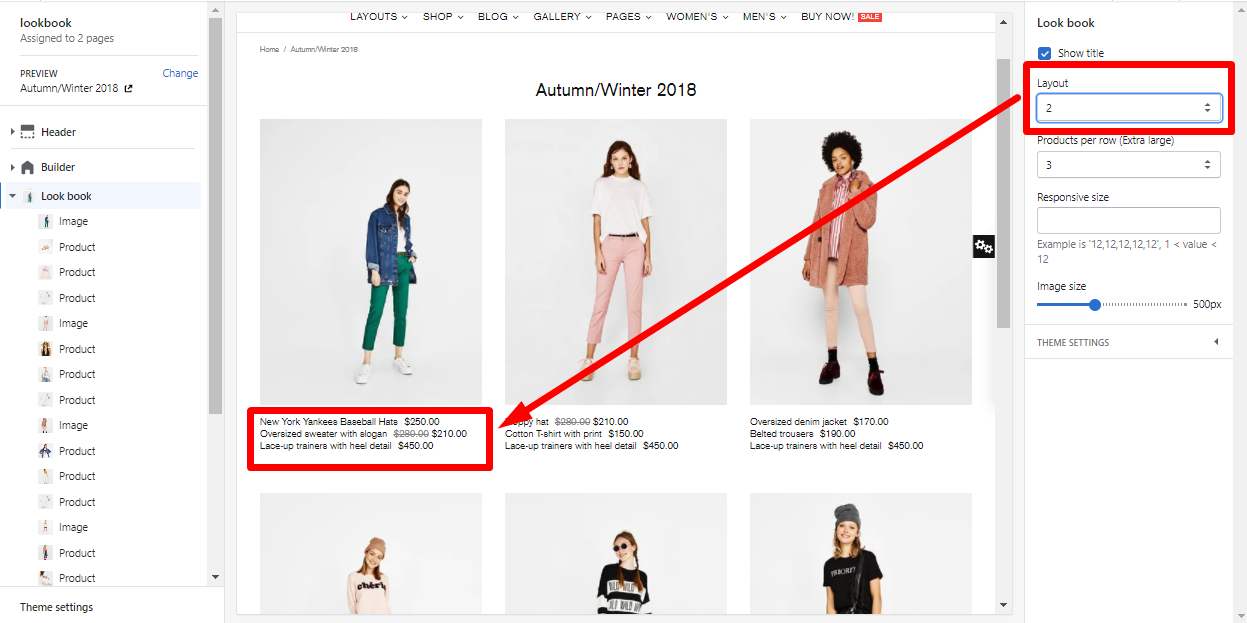 lookbook
Assigned to 2 pages
PREVIEW
Change
Autumn/Winter 2018
Header
Builder
Look book
Image
Product
Product
Product
Image
Product
Product
Product
Image
Product
Product
Product
Image
Product
Product
Theme settings
LAYOUTS SHOP BLOG GALLERY PAGES WOMEN'S MEN'S BUY NOW! SALE
Home / Autumn/Winter 2018
Autumn/Winter 2018
New York Yankees Baseball Hats $250.00
Oversized sweater with slogan $280.00 $210.00
Lace-up trainers with heel detail $450.00
hat $280.00 $210.00
Cotton T-shirt with print $150.00
Lace-up trainers with heel detail $450.00
Oversized denim jacket $170.00
Belted trousers $190.00
Lace-up trainers with heel detail $450.00
chérie
WILD WILD
PRIORITY
Look book
Show title
Layout
2
Products per row (Extra large)
3
Responsive size
Example is '12,12,12,12,12', 1 < value <
12
Image size
500px
THEME SETTINGS